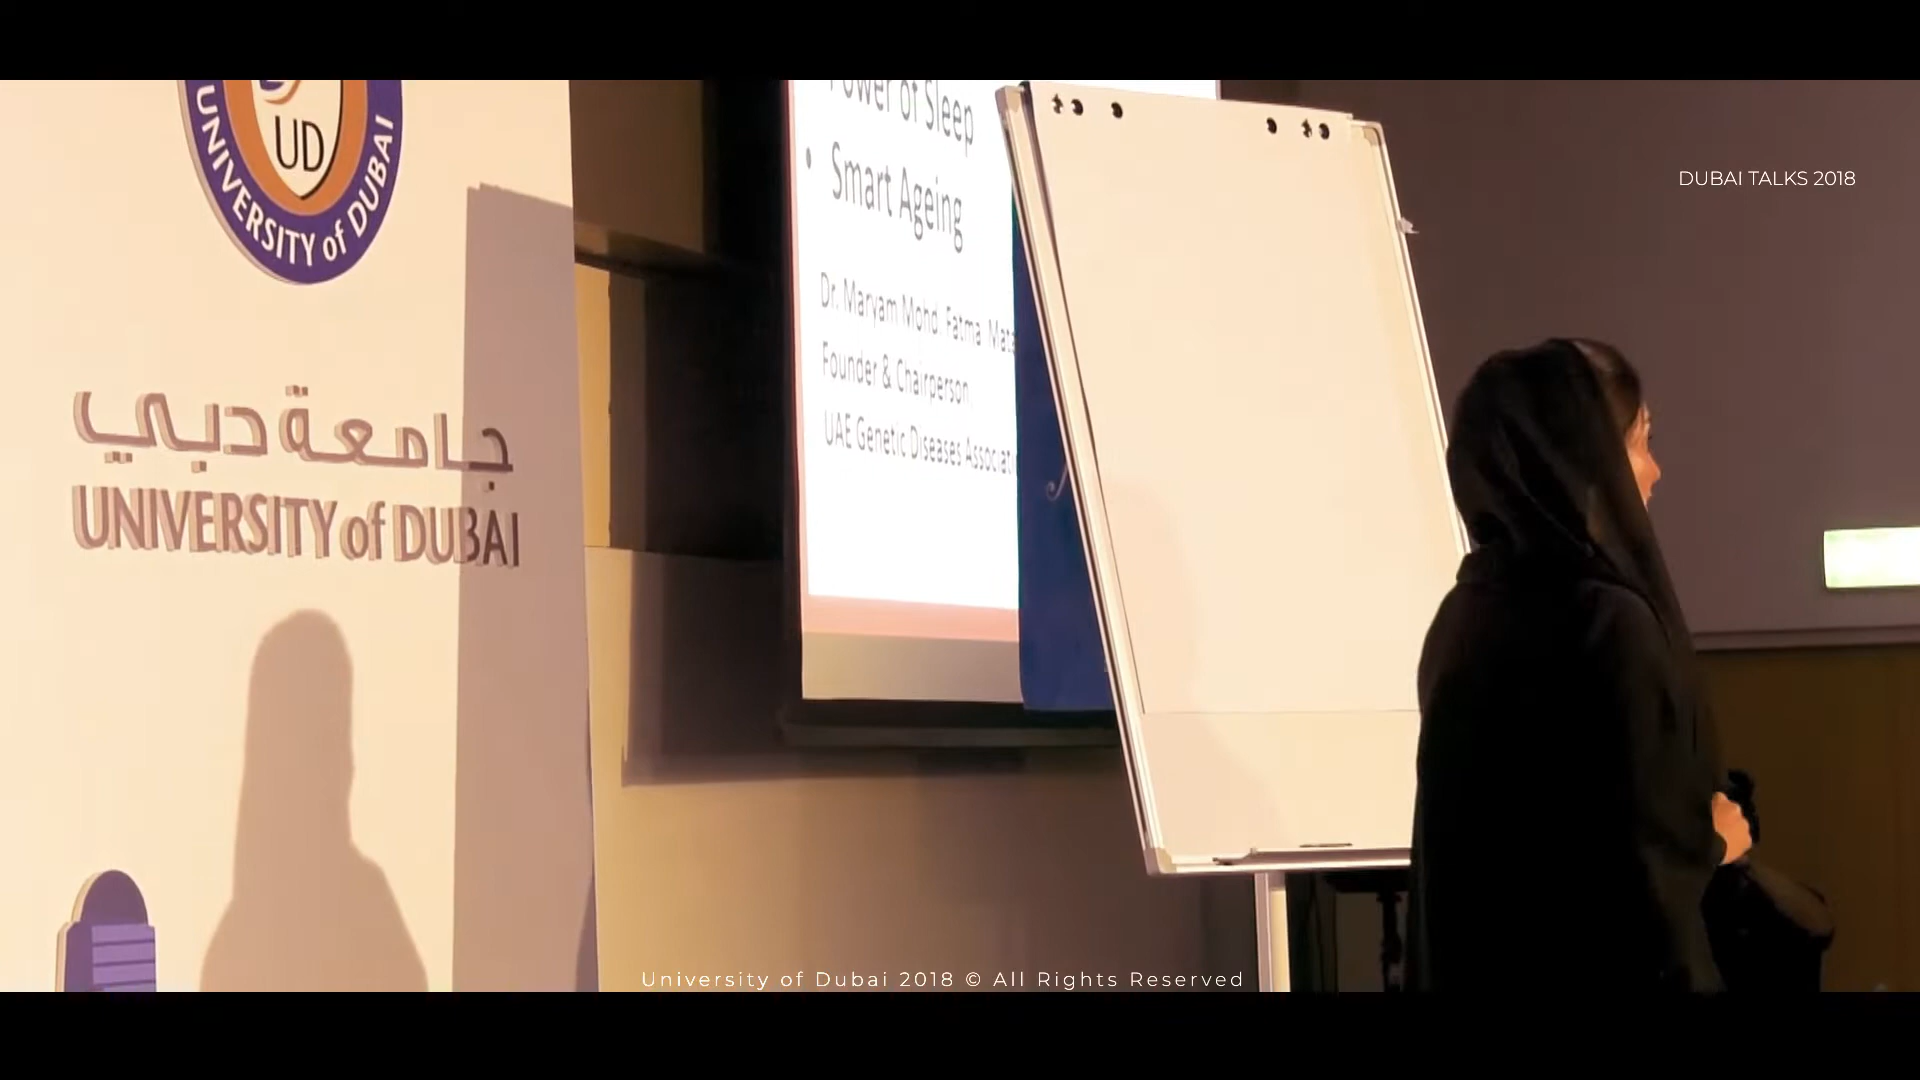 UD
UNIVERSITY of DUBAI
جامعة دبي
UNIVERSITY of DUBAI
Power of Sleep
• Smart Ageing
Dr. Maryam Mohd. Fatma
Founder & Chairperson
UAE Genetic Diseases
DUBAI TALKS 2018
University of Dubai 2018 © All Rights Reserved